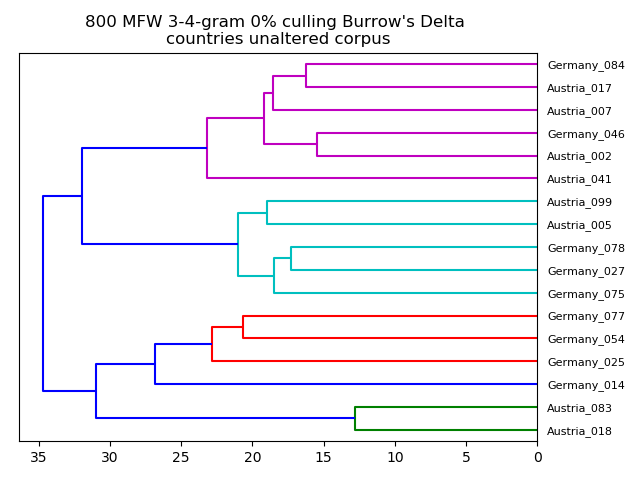 800 MFW 3-4-gram 0% culling Burrow's Delta
countries unaltered corpus
Germany_084
Austria_017
Austria_007
Germany_046
Austria_002
Austria_041
Austria_099
Austria_005
Germany_078
Germany_027
Germany_075
Germany_077
Germany_054
Germany_025
Germany_014
Austria_083
Austria_018
35 30 25 20 15 10 5 0